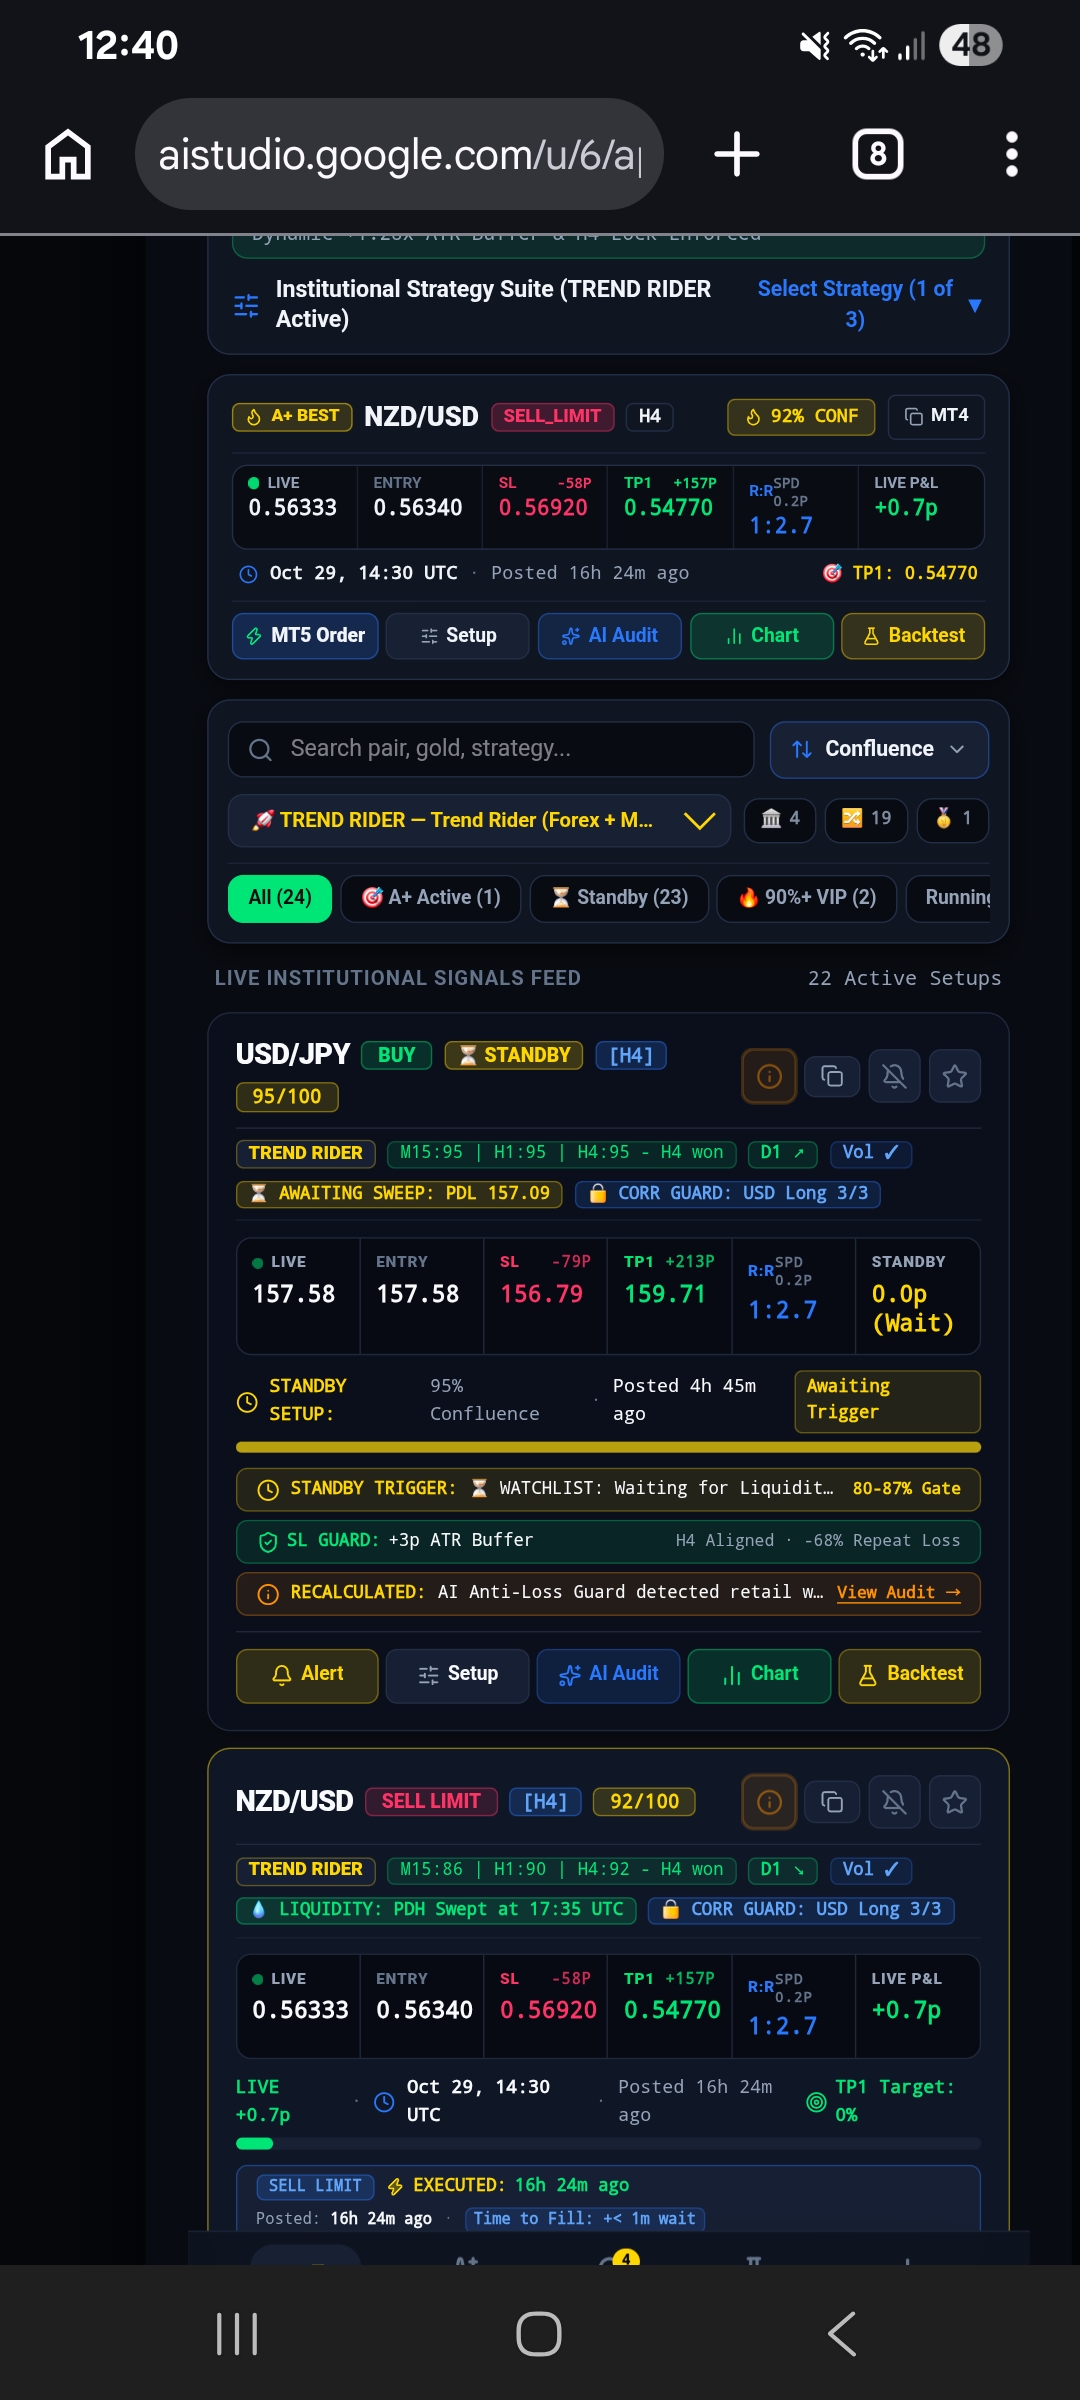 12:40
48
aistudio.google.com/u/6/a
8
Dynamic +1.28x ATR Buffer & H4 Lock Enforced
Institutional Strategy Suite (TREND RIDER Active)
Select Strategy (1 of 3) ▼
A+ BEST NZD/USD SELL_LIMIT H4 92% CONF MT4
LIVE ENTRY SL -58P TP1 +157P R:R SPD 0.2P LIVE P&L
0.56333 0.56340 0.56920 0.54770 1:2.7 +0.7p
Oct 29, 14:30 UTC · Posted 16h 24m ago 🎯 TP1: 0.54770
MT5 Order Setup AI Audit Chart Backtest
Search pair, gold, strategy... Confluence
🚀 TREND RIDER — Trend Rider (Forex + M... 🏛 4 🔀 19 🏅 1
All (24) 🎯 A+ Active (1) ⏳ Standby (23) 🔥 90%+ VIP (2) Running
LIVE INSTITUTIONAL SIGNALS FEED 22 Active Setups
USD/JPY BUY ⏳ STANDBY [H4]
95/100
TREND RIDER M15:95 | H1:95 | H4:95 - H4 won D1 ↗ Vol ✓
⏳ AWAITING SWEEP: PDL 157.09 🔒 CORR GUARD: USD Long 3/3
LIVE ENTRY SL -79P TP1 +213P R:R SPD 0.2P STANDBY
157.58 157.58 156.79 159.71 1:2.7 0.0p (Wait)
STANDBY SETUP: 95% Confluence · Posted 4h 45m ago Awaiting Trigger
STANDBY TRIGGER: ⏳ WATCHLIST: Waiting for Liquidit... 80-87% Gate
SL GUARD: +3p ATR Buffer H4 Aligned · -68% Repeat Loss
RECALCULATED: AI Anti-Loss Guard detected retail w... View Audit →
Alert Setup AI Audit Chart Backtest
NZD/USD SELL LIMIT [H4] 92/100
TREND RIDER M15:86 | H1:90 | H4:92 - H4 won D1 ↘ Vol ✓
💧 LIQUIDITY: PDH Swept at 17:35 UTC 🔒 CORR GUARD: USD Long 3/3
LIVE ENTRY SL -58P TP1 +157P R:R SPD 0.2P LIVE P&L
0.56333 0.56340 0.56920 0.54770 1:2.7 +0.7p
LIVE +0.7p · Oct 29, 14:30 UTC · Posted 16h 24m ago TP1 Target: 0%
SELL LIMIT ⚡ EXECUTED: 16h 24m ago
Posted: 16h 24m ago · Time to Fill: +< 1m wait
4